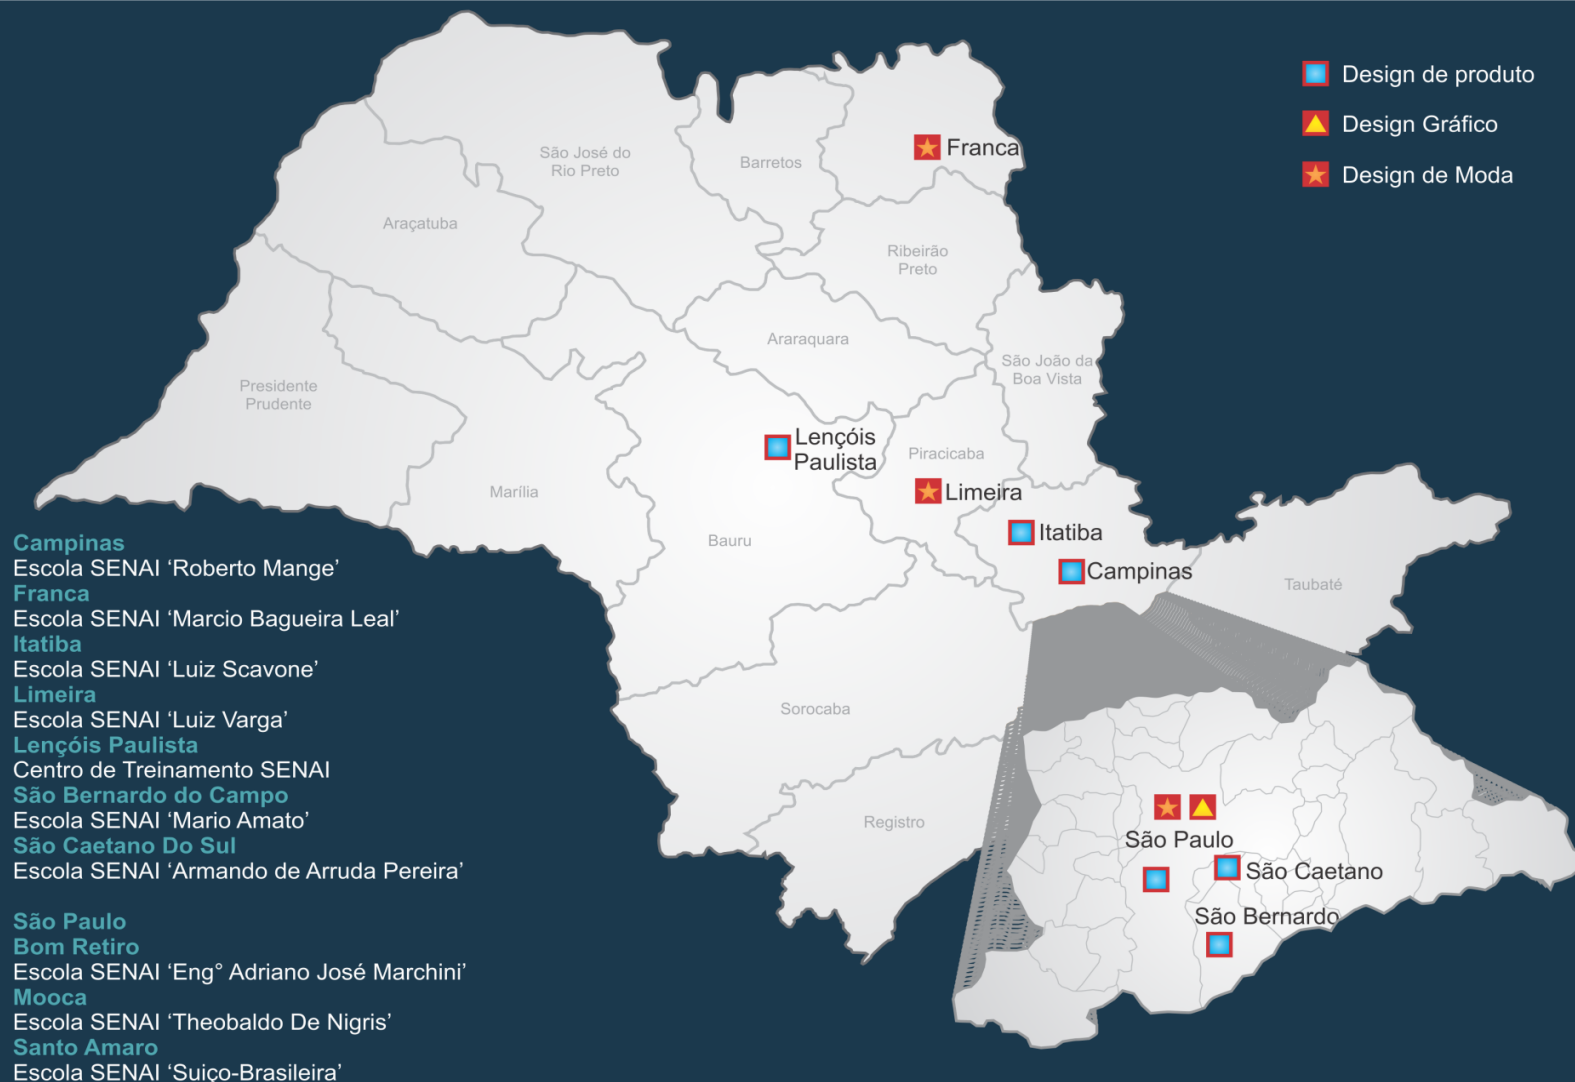 Design de produto
Design Gráfico
Design de Moda
Franca
São José do
Rio Preto
Barretos
Araçatuba
Ribeirão
Preto
Araraquara
São João da
Boa Vista
Presidente
Prudente
Lençóis
Paulista
Piracicaba
Marília
Limeira
Itatiba
Bauru
Campinas
Taubaté
Sorocaba
Registro
São Paulo
São Caetano
São Bernardo
Campinas
Escola SENAI ‘Roberto Mange’
Franca
Escola SENAI ‘Marcio Bagueira Leal’
Itatiba
Escola SENAI ‘Luiz Scavone’
Limeira
Escola SENAI ‘Luiz Varga’
Lençóis Paulista
Centro de Treinamento SENAI
São Bernardo do Campo
Escola SENAI ‘Mario Amato’
São Caetano Do Sul
Escola SENAI ‘Armando de Arruda Pereira’
São Paulo
Bom Retiro
Escola SENAI ‘Eng° Adriano José Marchini’
Mooca
Escola SENAI ‘Theobaldo De Nigris’
Santo Amaro
Escola SENAI ‘Suiço-Brasileira’